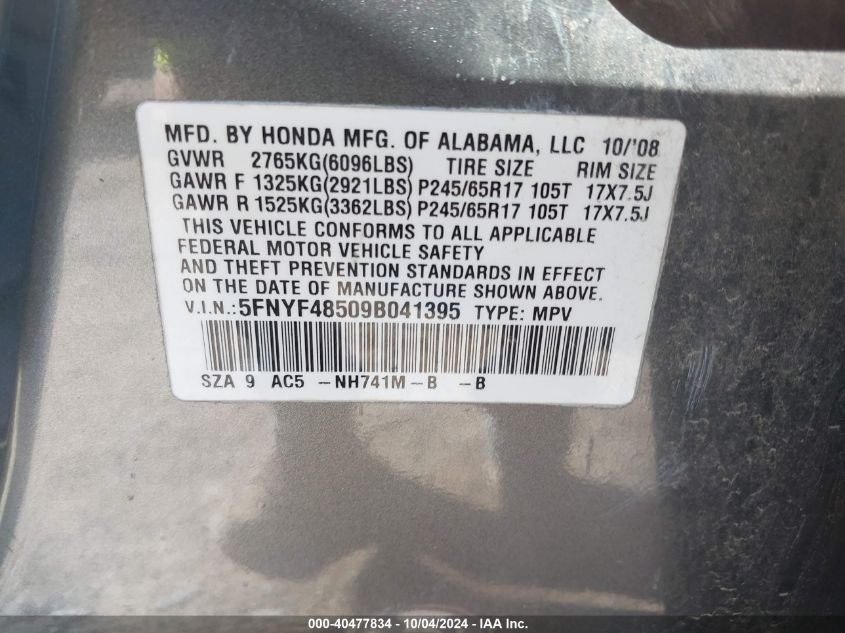 MFD. BY HONDA MFG. OF ALABAMA, LLC 10/'08
GVWR 2765KG(6096LBS) TIRE SIZE RIM SIZE
GAWR F 1325KG(2921LBS) P245/65R17 105T 17X7.5J
GAWR R 1525KG(3362LBS) P245/65R17 105T 17X7.5J
THIS VEHICLE CONFORMS TO ALL APPLICABLE
FEDERAL MOTOR VEHICLE SAFETY
AND THEFT PREVENTION STANDARDS IN EFFECT
ON THE DATE OF MANUFACTURE SHOWN ABOVE.
V.I.N.: 5FNYF48509B041395 TYPE: MPV
SZA 9 AC5 -NH741M-B -B
000-40477834 - 10/04/2024 - IAA Inc.